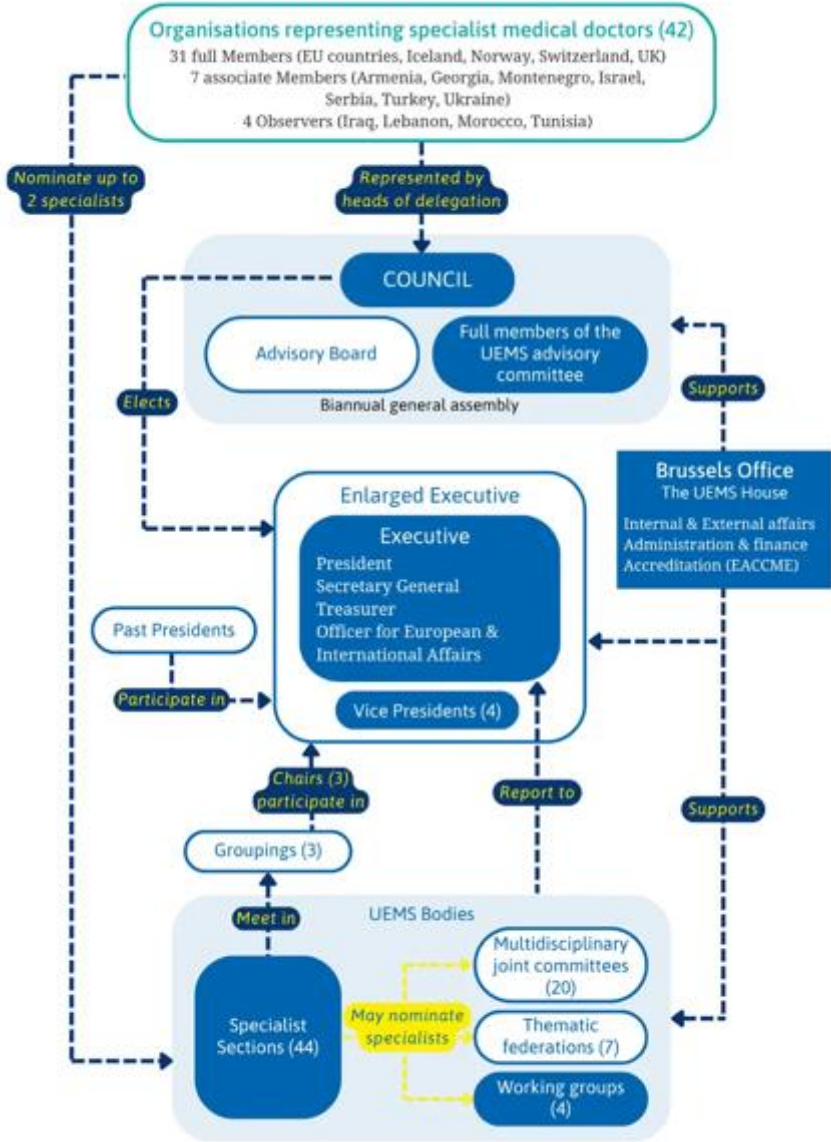 Organisations representing specialist medical doctors (42)
31 full Members (EU countries, Iceland, Norway, Switzerland, UK)
7 associate Members (Armenia, Georgia, Montenegro, Israel,
Serbia, Turkey, Ukraine)
4 Observers (Iraq, Lebanon, Morocco, Tunisia)
Nominate up to
2 specialists
Represented by
heads of delegation
COUNCIL
Advisory Board
Full members of the
UEMS advisory
committee
Biannual general assembly
Elects
Supports
Brussels Office
The UEMS House
Internal & External affairs
Administration & finance
Accreditation (EACCME)
Enlarged Executive
Executive
President
Secretary General
Treasurer
Officer for European &
International Affairs
Vice Presidents (4)
Past Presidents
Participate in
Chairs (3)
participate in
Report to
Supports
Groupings (3)
Meet in
UEMS Bodies
Specialist
Sections (44)
May nominate
specialists
Multidisciplinary
joint committees
(20)
Thematic
federations (7)
Working groups
(4)